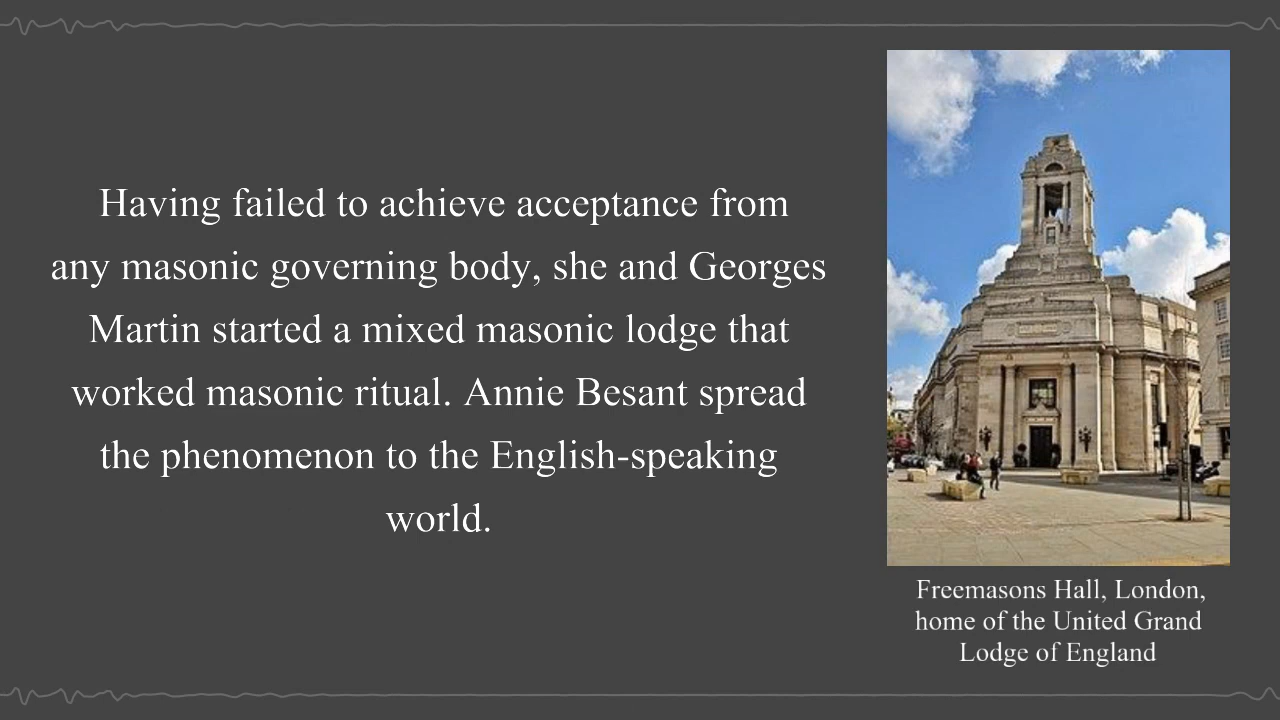 Having failed to achieve acceptance from
any masonic governing body, she and Georges
Martin started a mixed masonic lodge that
worked masonic ritual. Annie Besant spread
the phenomenon to the English-speaking
world.
Freemasons Hall, London,
home of the United Grand
Lodge of England